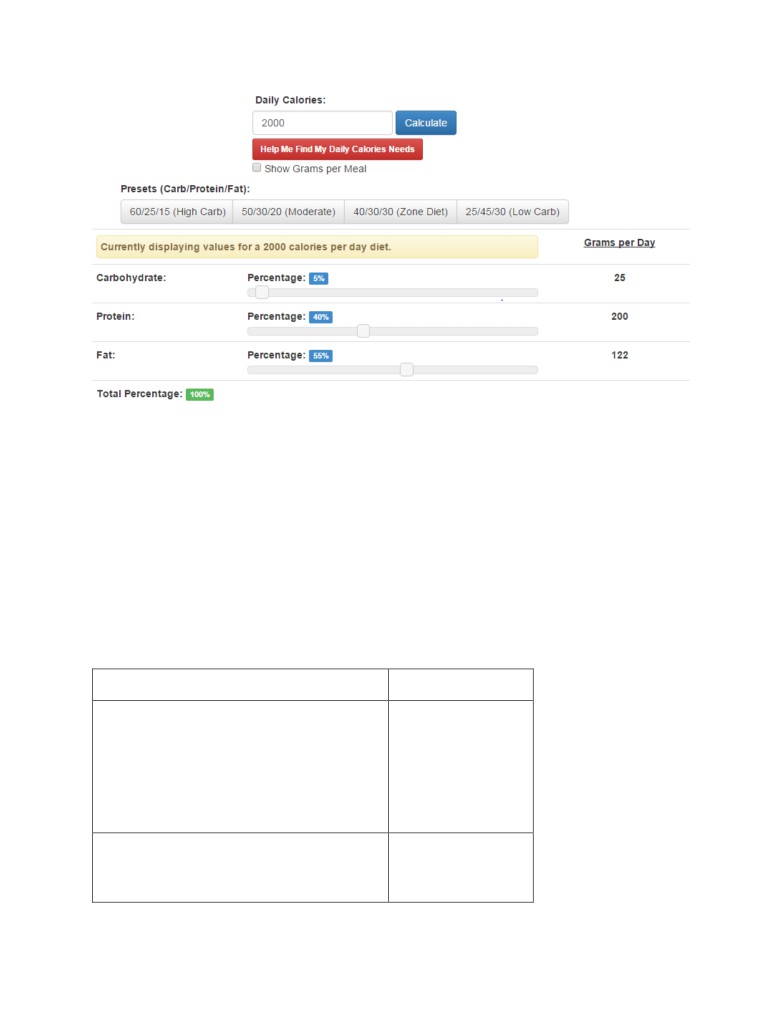 Daily Calories:
2000 Calculate
Help Me Find My Daily Calories Needs
Show Grams per Meal
Presets (Carb/Protein/Fat):
60/25/15 (High Carb) 50/30/20 (Moderate) 40/30/30 (Zone Diet) 25/45/30 (Low Carb)
Currently displaying values for a 2000 calories per day diet. Grams per Day
Carbohydrate: Percentage: 5% 25
Protein: Percentage: 40% 200
Fat: Percentage: 55% 122
Total Percentage: 100%